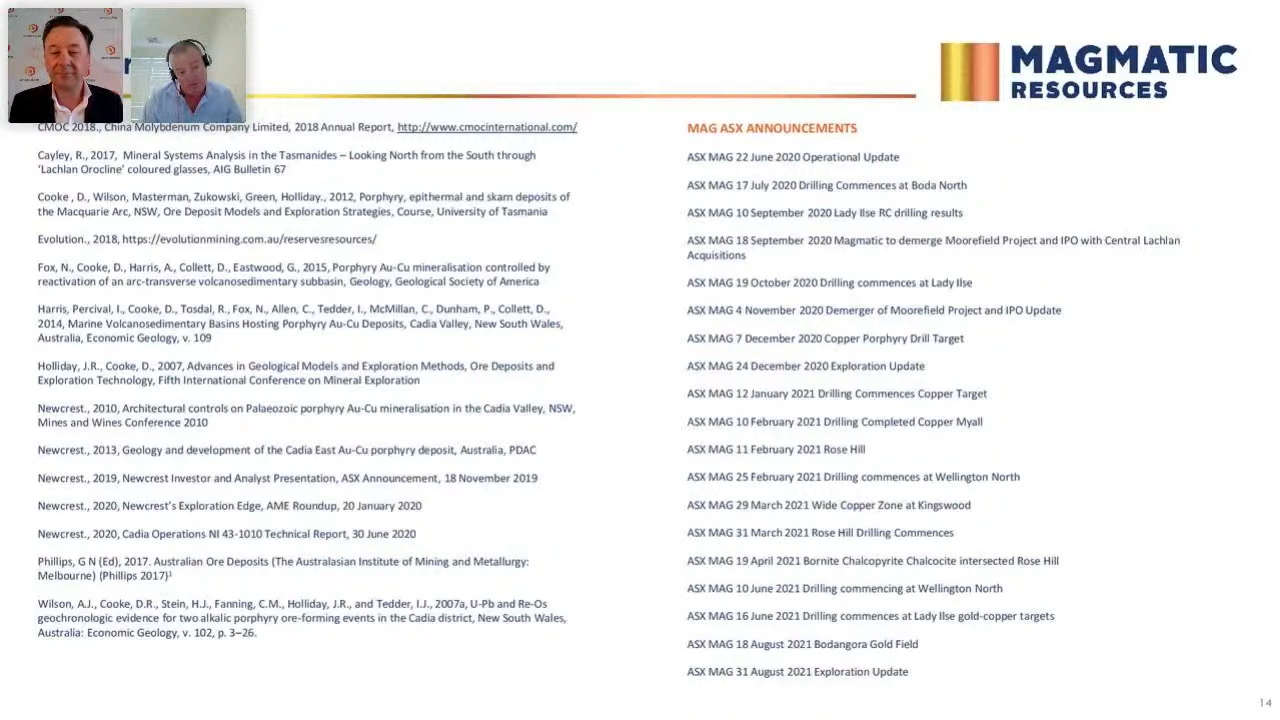 MAGMATIC
RESOURCES
CMOC 2018., China Molybdenum Company Limited, 2018 Annual Report, http://www.cmocinternational.com/
Cayley, R., 2017, Mineral Systems Analysis in the Tasmanides – Looking North from the South through
‘Lachlan Orocline’ coloured glasses, AIG Bulletin 67
Cooke , D., Wilson, Masterman, Zukowski, Green, Holliday., 2012, Porphyry, epithermal and skarn deposits of
the Macquarie Arc, NSW, Ore Deposit Models and Exploration Strategies, Course, University of Tasmania
Evolution., 2018, https://evolutionmining.com.au/reservesresources/
Fox, N., Cooke, D., Harris, A., Collett, D., Eastwood, G., 2015, Porphyry Au-Cu mineralisation controlled by
reactivation of an arc-transverse volcanosedimentary subbasin, Geology, Geological Society of America
Harris, Percival, I., Cooke, D., Tosdal, R., Fox, N., Allen, C., Tedder, I., McMillan, C., Dunham, P., Collett, D.,
2014, Marine Volcanosedimentary Basins Hosting Porphyry Au-Cu Deposits, Cadia Valley, New South Wales,
Australia, Economic Geology, v. 109
Holliday, J.R., Cooke, D., 2007, Advances in Geological Models and Exploration Methods, Ore Deposits and
Exploration Technology, Fifth International Conference on Mineral Exploration
Newcrest., 2010, Architectural controls on Palaeozoic porphyry Au-Cu mineralisation in the Cadia Valley, NSW,
Mines and Wines Conference 2010
Newcrest., 2013, Geology and development of the Cadia East Au-Cu porphyry deposit, Australia, PDAC
Newcrest., 2019, Newcrest Investor and Analyst Presentation, ASX Announcement, 18 November 2019
Newcrest., 2020, Newcrest’s Exploration Edge, AME Roundup, 20 January 2020
Newcrest., 2020, Cadia Operations NI 43-1010 Technical Report, 30 June 2020
Phillips, G N (Ed), 2017. Australian Ore Deposits (The Australasian Institute of Mining and Metallurgy:
Melbourne) (Phillips 2017)¹
Wilson, A.J., Cooke, D.R., Stein, H.J., Fanning, C.M., Holliday, J.R., and Tedder, I.J., 2007a, U-Pb and Re-Os
geochronologic evidence for two alkalic porphyry ore-forming events in the Cadia district, New South Wales,
Australia: Economic Geology, v. 102, p. 3–26.
MAG ASX ANNOUNCEMENTS
ASX MAG 22 June 2020 Operational Update
ASX MAG 17 July 2020 Drilling Commences at Boda North
ASX MAG 10 September 2020 Lady Ilse RC drilling results
ASX MAG 18 September 2020 Magmatic to demerge Moorefield Project and IPO with Central Lachlan
Acquisitions
ASX MAG 19 October 2020 Drilling commences at Lady Ilse
ASX MAG 4 November 2020 Demerger of Moorefield Project and IPO Update
ASX MAG 7 December 2020 Copper Porphyry Drill Target
ASX MAG 24 December 2020 Exploration Update
ASX MAG 12 January 2021 Drilling Commences Copper Target
ASX MAG 10 February 2021 Drilling Completed Copper Myall
ASX MAG 11 February 2021 Rose Hill
ASX MAG 25 February 2021 Drilling commences at Wellington North
ASX MAG 29 March 2021 Wide Copper Zone at Kingswood
ASX MAG 31 March 2021 Rose Hill Drilling Commences
ASX MAG 19 April 2021 Bornite Chalcopyrite Chalcocite intersected Rose Hill
ASX MAG 10 June 2021 Drilling commencing at Wellington North
ASX MAG 16 June 2021 Drilling commences at Lady Ilse gold-copper targets
ASX MAG 18 August 2021 Bodangora Gold Field
ASX MAG 31 August 2021 Exploration Update
14